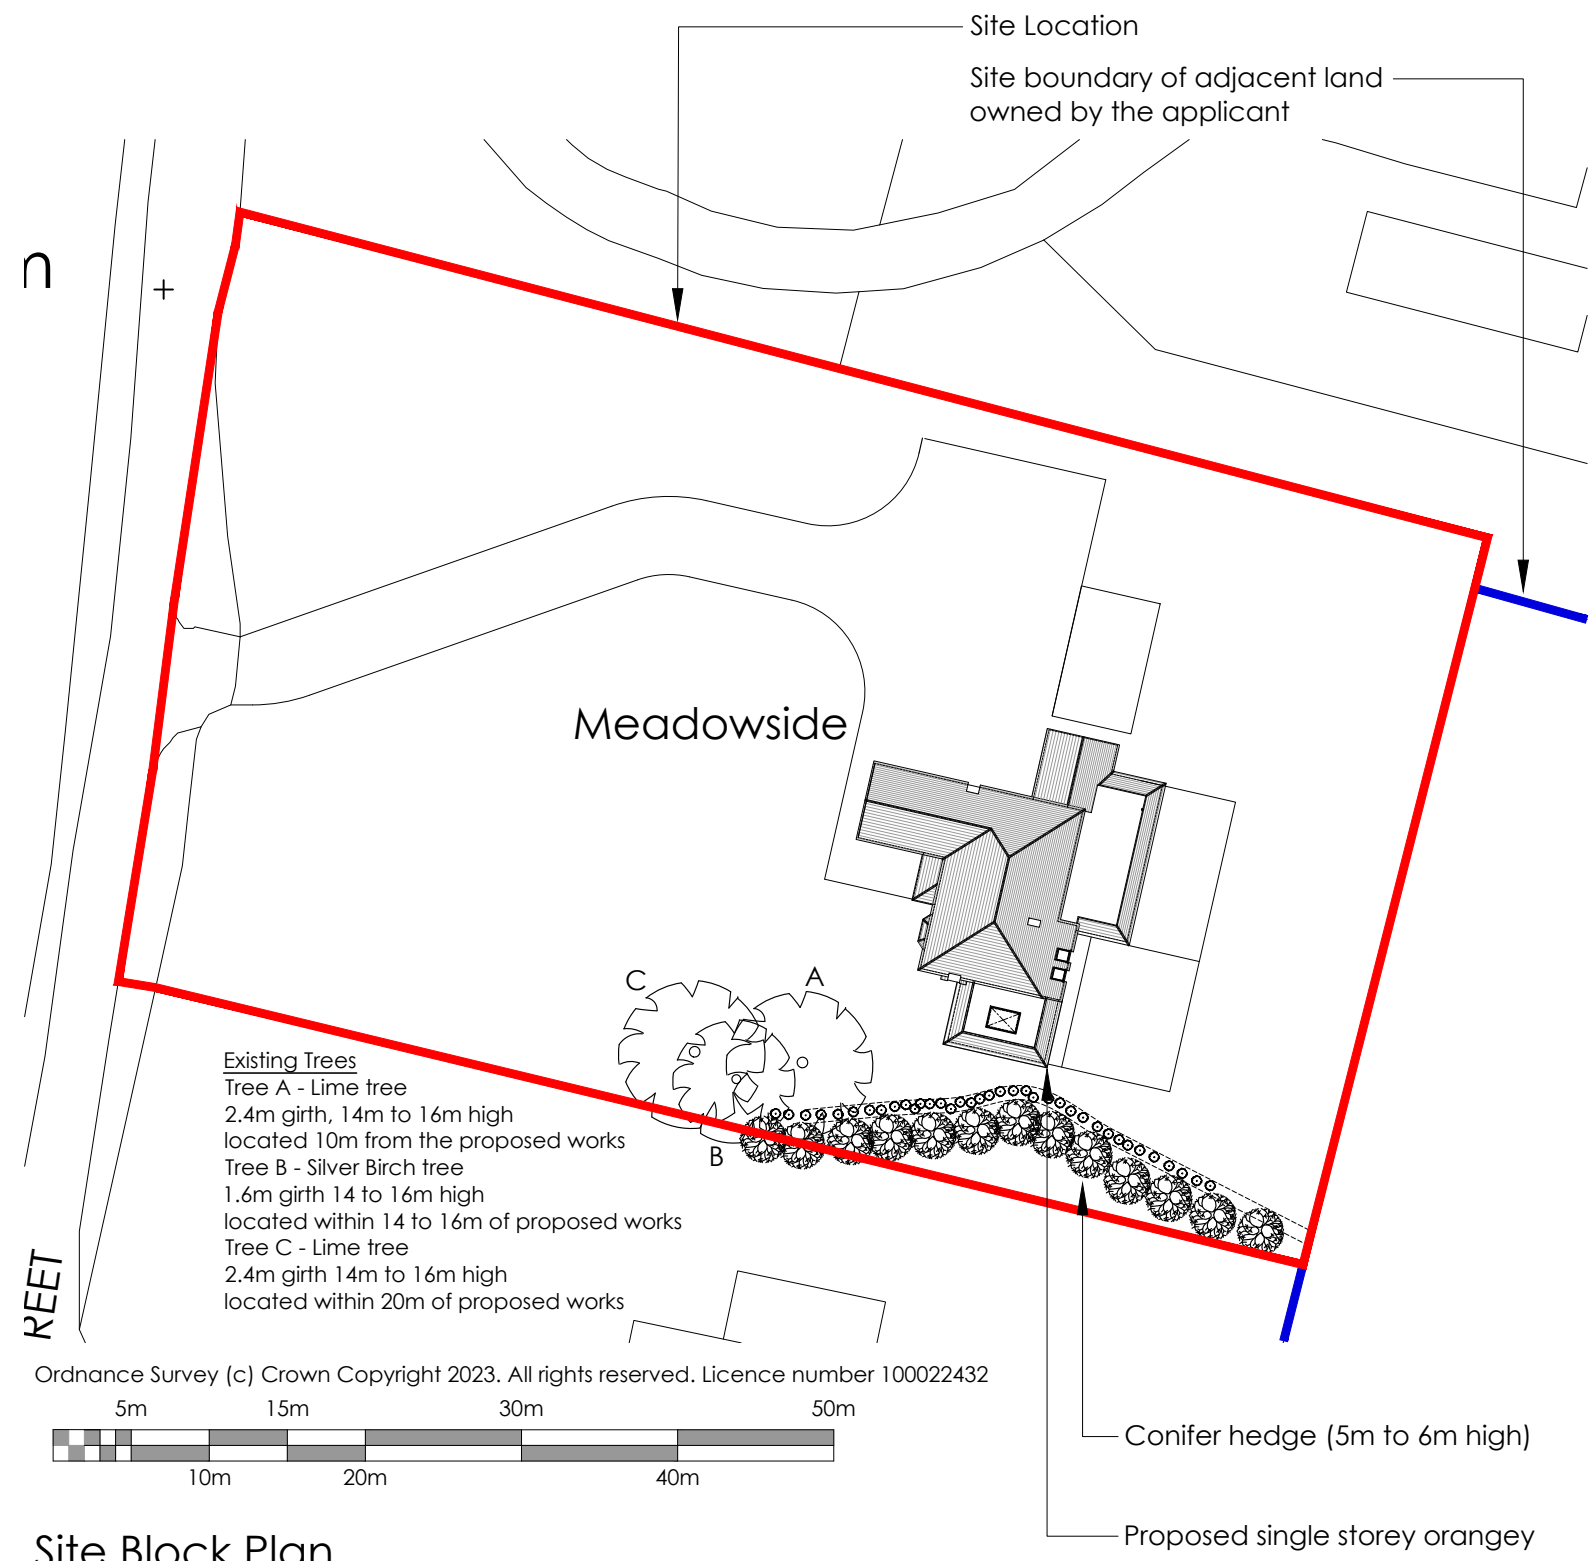 Site Location
Site boundary of adjacent land
owned by the applicant
n
Meadowside
C
A
B
Existing Trees
Tree A - Lime tree
2.4m girth, 14m to 16m high
located 10m from the proposed works
Tree B - Silver Birch tree
1.6m girth 14 to 16m high
located within 14 to 16m of proposed works
Tree C - Lime tree
2.4m girth 14m to 16m high
located within 20m of proposed works
REET
Ordnance Survey (c) Crown Copyright 2023. All rights reserved. Licence number 100022432
5m 15m 30m 50m
10m 20m 40m
Conifer hedge (5m to 6m high)
Proposed single storey orangey
Site Block Plan